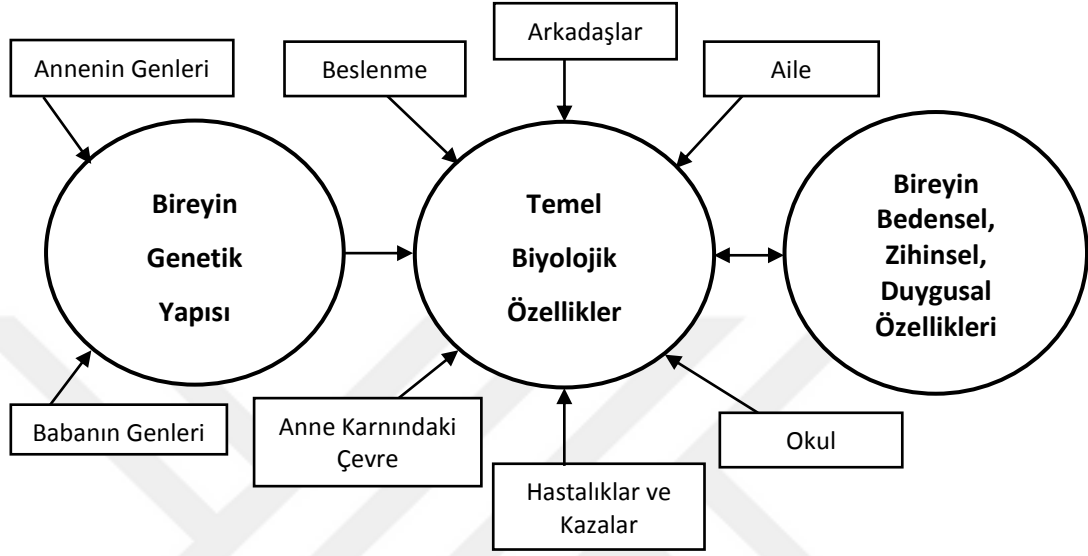 Arkadaşlar
Annenin Genleri
Beslenme
Aile
Bireyin
Genetik
Yapısı
Temel
Biyolojik
Özellikler
Bireyin
Bedensel,
Zihinsel,
Duygusal
Özellikleri
Babanın Genleri
Anne Karnındaki
Çevre
Hastalıklar ve
Kazalar
Okul